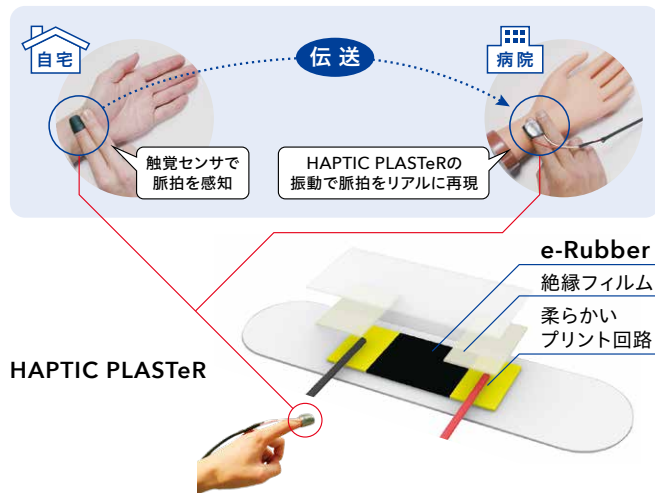 自宅
伝送
病院
触覚センサで
脈拍を感知
HAPTIC PLASTeRの
振動で脈拍をリアルに再現
e-Rubber
絶縁フィルム
柔らかい
プリント回路
HAPTIC PLASTeR